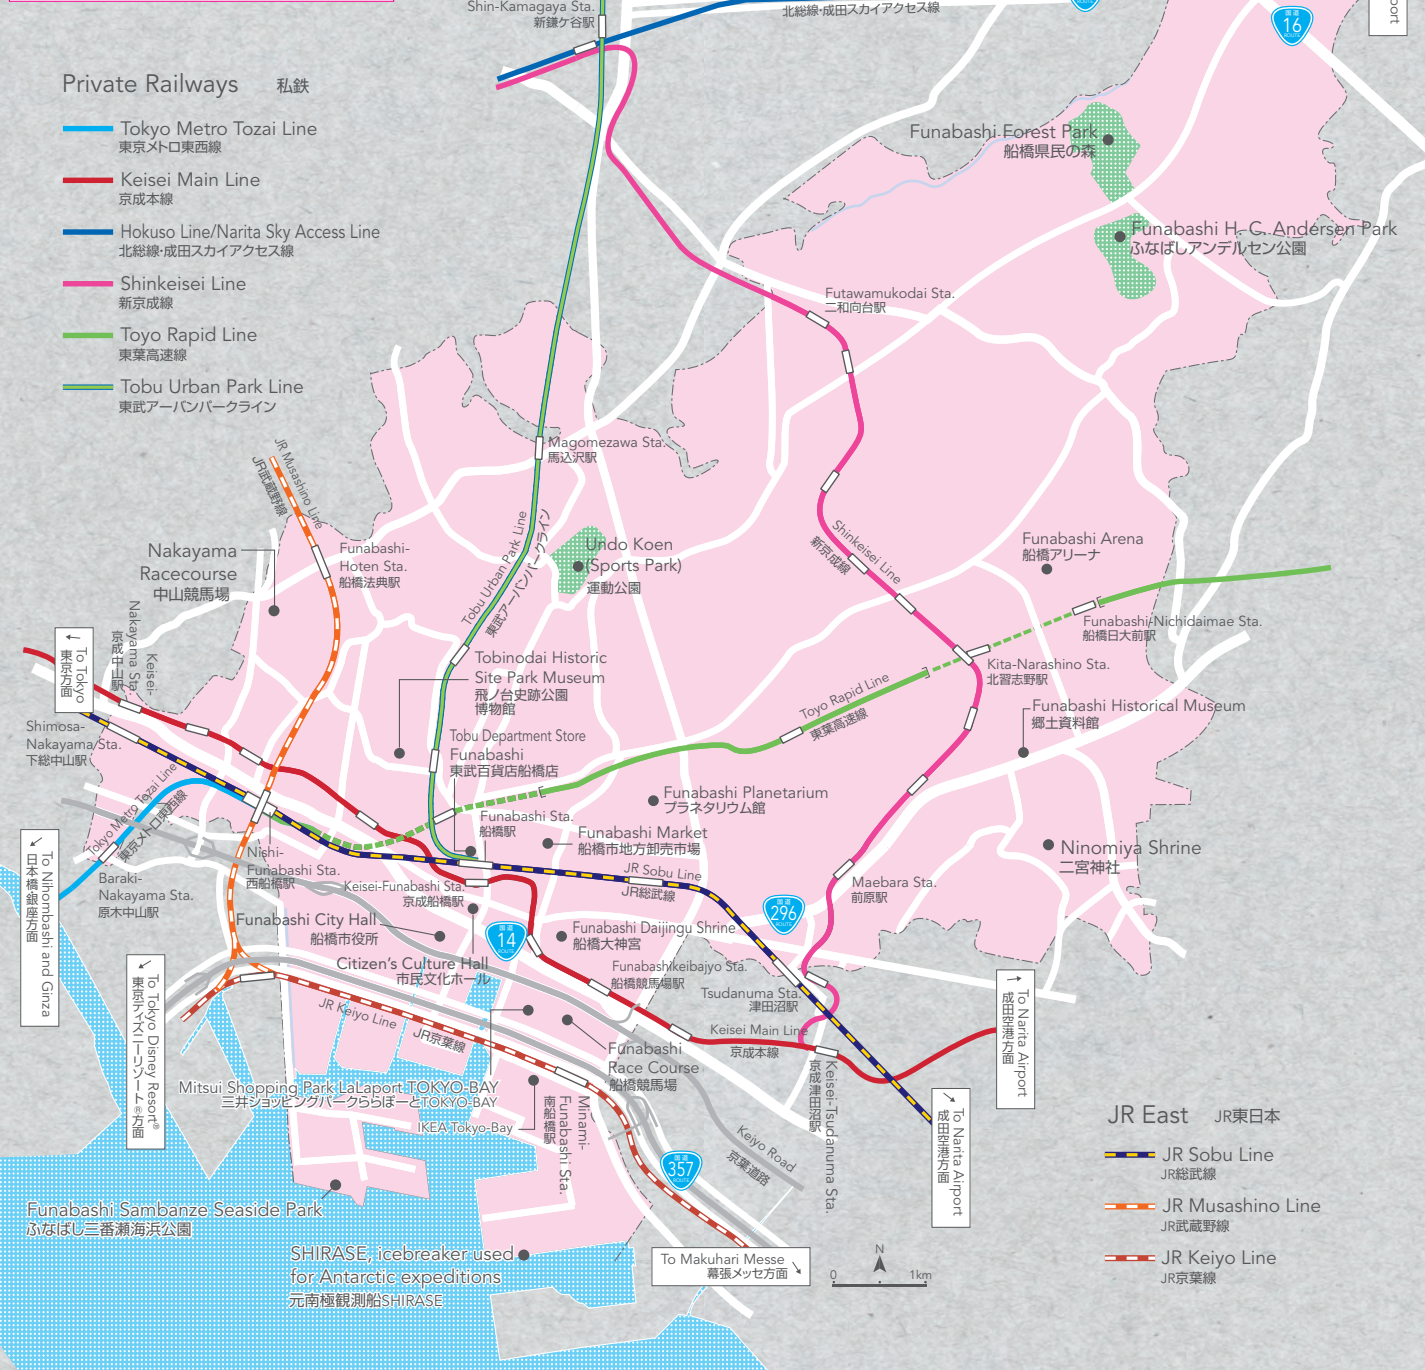 Shin-Kamagaya Sta.
新鎌ケ谷駅
北総線・成田スカイアクセス線
国道
16
ROUTE
ROUTE
port
Private Railways 私鉄
Tokyo Metro Tozai Line
東京メトロ東西線
Keisei Main Line
京成本線
Hokuso Line/Narita Sky Access Line
北総線・成田スカイアクセス線
Shinkeisei Line
新京成線
Toyo Rapid Line
東葉高速線
Tobu Urban Park Line
東武アーバンパークライン
Funabashi Forest Park
船橋県民の森
Funabashi H. C. Andersen Park
ふなばしアンデルセン公園
Futawamukodai Sta.
二和向台駅
Magomezawa Sta.
馬込沢駅
JR Musashino Line
JR武蔵野線
Tobu Urban Park Line
東武アーバンパークライン
Undo Koen
(Sports Park)
運動公園
Shinkeisei Line
新京成線
Funabashi Arena
船橋アリーナ
Nakayama
Racecourse
中山競馬場
Funabashi-
Hoten Sta.
船橋法典駅
Funabashi-Nichidaimae Sta.
船橋日大前駅
Kita-Narashino Sta.
北習志野駅
Keisei-
Nakayama Sta.
京成中山駅
← To Tokyo
東京方面
Tobinodai Historic
Site Park Museum
飛ノ台史跡公園
博物館
Toyo Rapid Line
東葉高速線
Funabashi Historical Museum
郷土資料館
Shimosa-
Nakayama Sta.
下総中山駅
Tobu Department Store
Funabashi
東武百貨店船橋店
Tokyo Metro Tozai Line
東京メトロ東西線
Funabashi Planetarium
プラネタリウム館
Funabashi Sta.
船橋駅
Funabashi Market
船橋市地方卸売市場
Ninomiya Shrine
二宮神社
Nishi-
Funabashi Sta.
西船橋駅
JR Sobu Line
JR総武線
Baraki-
Nakayama Sta.
原木中山駅
Keisei-Funabashi Sta.
京成船橋駅
Maebara Sta.
前原駅
国道
296
ROUTE
↙ To Nihombashi and Ginza
日本橋・銀座方面
Funabashi City Hall
船橋市役所
国道
14
ROUTE
Funabashi Daijingu Shrine
船橋大神宮
Citizen's Culture Hall
市民文化ホール
Funabashikeibajyo Sta.
船橋競馬場駅
↙ To Tokyo Disney Resort®
東京ディズニーリゾート®方面
Tsudanuma Sta.
津田沼駅
→ To Narita Airport
成田空港方面
JR Keiyo Line
JR京葉線
Keisei Main Line
京成本線
Funabashi
Race Course
船橋競馬場
Keisei-Tsudanuma Sta.
京成津田沼駅
Mitsui Shopping Park LaLaport TOKYO-BAY
三井ショッピングパークららぽーとTOKYO-BAY
IKEA Tokyo-Bay
Minami-
Funabashi Sta.
南船橋駅
Keiyo Road
京葉道路
↘ To Narita Airport
成田空港方面
国道
357
ROUTE
Funabashi Sambanze Seaside Park
ふなばし三番瀬海浜公園
SHIRASE, icebreaker used
for Antarctic expeditions
元南極観測船SHIRASE
To Makuhari Messe
幕張メッセ方面 ↘
N
0 1km
JR East JR東日本
JR Sobu Line
JR総武線
JR Musashino Line
JR武蔵野線
JR Keiyo Line
JR京葉線